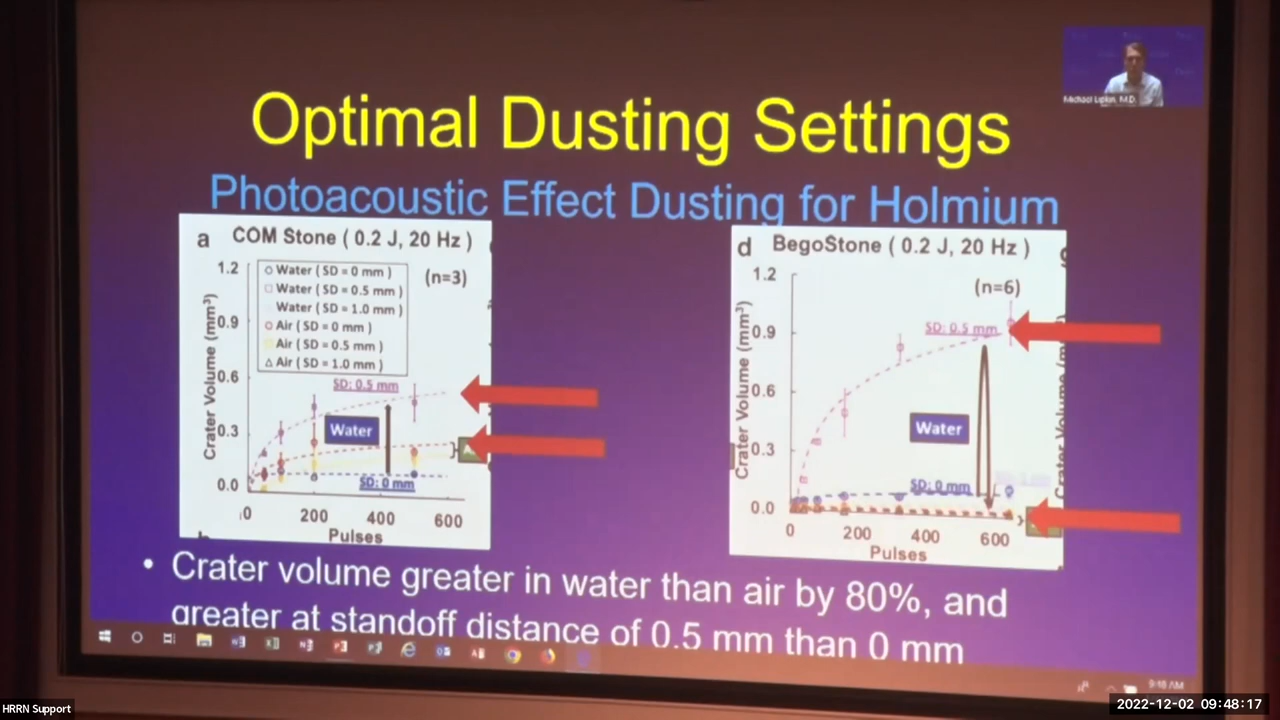 Optimal Dusting Settings
Michael Lipkin, M.D.
Photoacoustic Effect Dusting for Holmium
a COM Stone ( 0.2 J, 20 Hz )
(n=3)
Water ( SD = 0 mm )
Water ( SD = 0.5 mm )
Water ( SD = 1.0 mm )
Air ( SD = 0 mm )
Air ( SD = 0.5 mm )
Air ( SD = 1.0 mm )
Crater Volume (mm³)
1.2
0.9
0.6
0.3
0.0
SD: 0.5 mm
Water
SD: 0 mm
0 200 400 600
Pulses
d BegoStone ( 0.2 J, 20 Hz )
(n=6)
Crater Volume (mm³)
1.2
0.9
0.6
0.3
0.0
SD: 0.5 mm
Water
SD: 0 mm
0 200 400 600
Pulses
• Crater volume greater in water than air by 80%, and
greater at standoff distance of 0.5 mm than 0 mm
9:48 AM
HRRN Support
2022-12-02 09:48:17